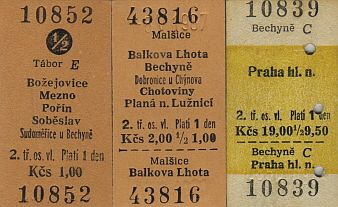 10852
1/2
Tábor E
Božejovice
Mezno
Pořín
Soběslav
Sudoměřice u Bechyně
2. tř. os. vl. Platí 1 den
Kčs 1,00
10852
43816
Malšice
Balkova Lhota
Bechyně
Dobronice u Chýnova
Chotoviny
Planá n. Lužnicí
2. tř. os. vl. Platí 1 den
Kčs 2,00 1/2 1,00
Malšice
Balkova Lhota
43816
10839
Bechyně C
Praha hl. n.
2. tř. os. vl. Platí 1 den
Kčs 19,00 1/2 9,50
Bechyně C
Praha hl. n.
10839